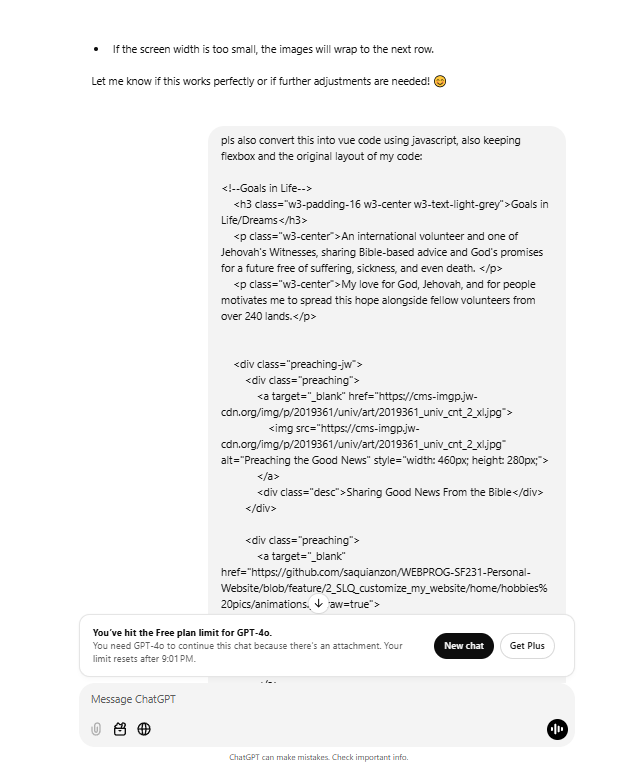 If the screen width is too small, the images will wrap to the next row.
Let me know if this works perfectly or if further adjustments are needed! 😊
pls also convert this into vue code using javascript, also keeping
flexbox and the original layout of my code:
<!--Goals in Life-->
<h3 class="w3-padding-16 w3-center w3-text-light-grey">Goals in
Life/Dreams</h3>
<p class="w3-center">An international volunteer and one of
Jehovah's Witnesses, sharing Bible-based advice and God's promises
for a future free of suffering, sickness, and even death. </p>
<p class="w3-center">My love for God, Jehovah, and for people
motivates me to spread this hope alongside fellow volunteers from
over 240 lands.</p>
<div class="preaching-jw">
<div class="preaching">
<a target="_blank" href="https://cms-imgp.jw-
cdn.org/img/p/2019361/univ/art/2019361_univ_cnt_2_xl.jpg">
<img src="https://cms-imgp.jw-
cdn.org/img/p/2019361/univ/art/2019361_univ_cnt_2_xl.jpg"
alt="Preaching the Good News" style="width: 460px; height: 280px;">
</a>
<div class="desc">Sharing Good News From the Bible</div>
</div>
<div class="preaching">
<a target="_blank"
href="https://github.com/saquianzon/WEBPROG-SF231-Personal-
Website/blob/feature/2_SLQ_customize_my_website/home/hobbies%
20pics/animations. raw=true">
You've hit the Free plan limit for GPT-4o.
You need GPT-4o to continue this chat because there's an attachment. Your
limit resets after 9:01 PM.
New chat
Get Plus
Message ChatGPT
ChatGPT can make mistakes. Check important info.